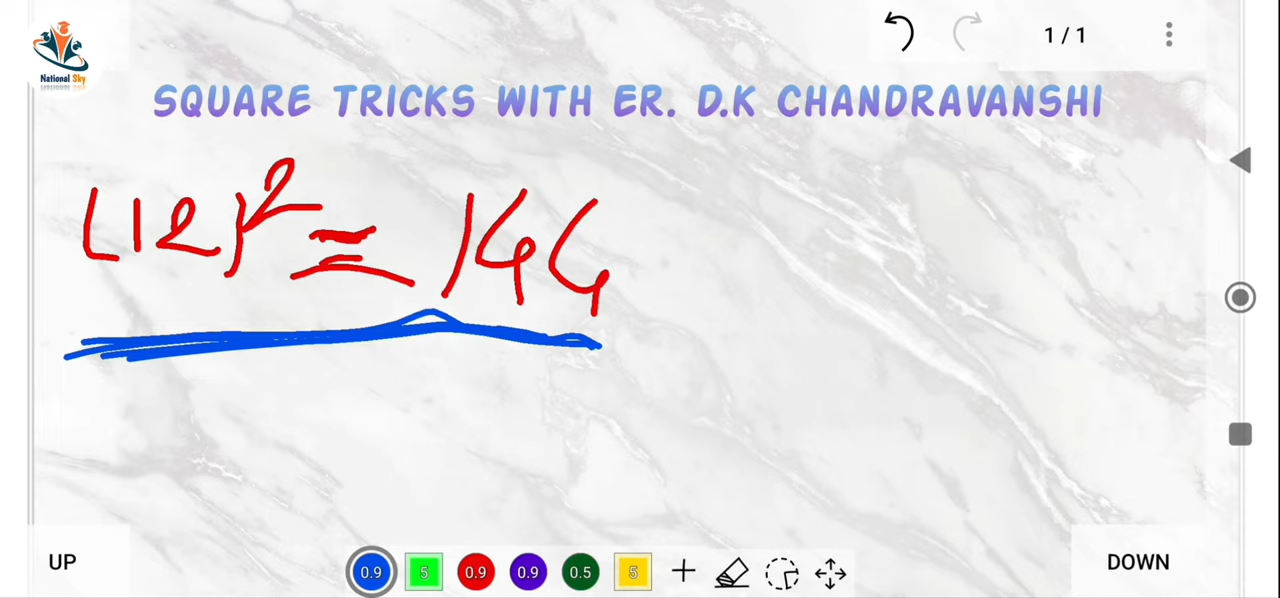 National Sky
1 / 1
SQUARE TRICKS WITH ER. D.K CHANDRAVANSHI
(12)² = 144
UP
0.9 5 0.9 0.9 0.5 5
DOWN